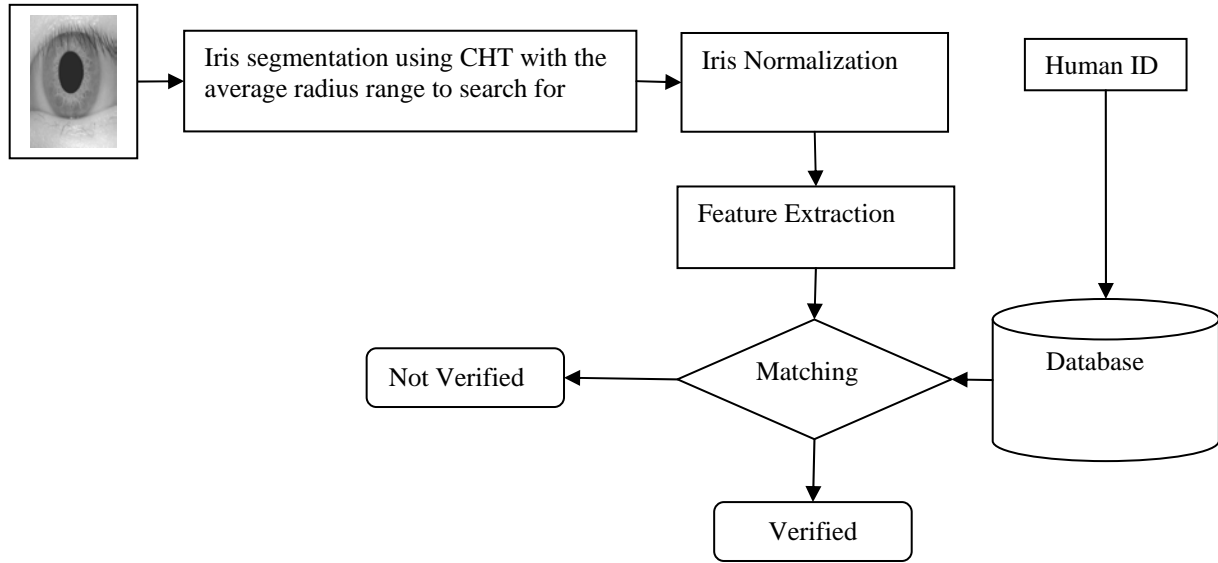 Iris segmentation using CHT with the
average radius range to search for
Iris Normalization
Human ID
Feature Extraction
Not Verified
Matching
Database
Verified